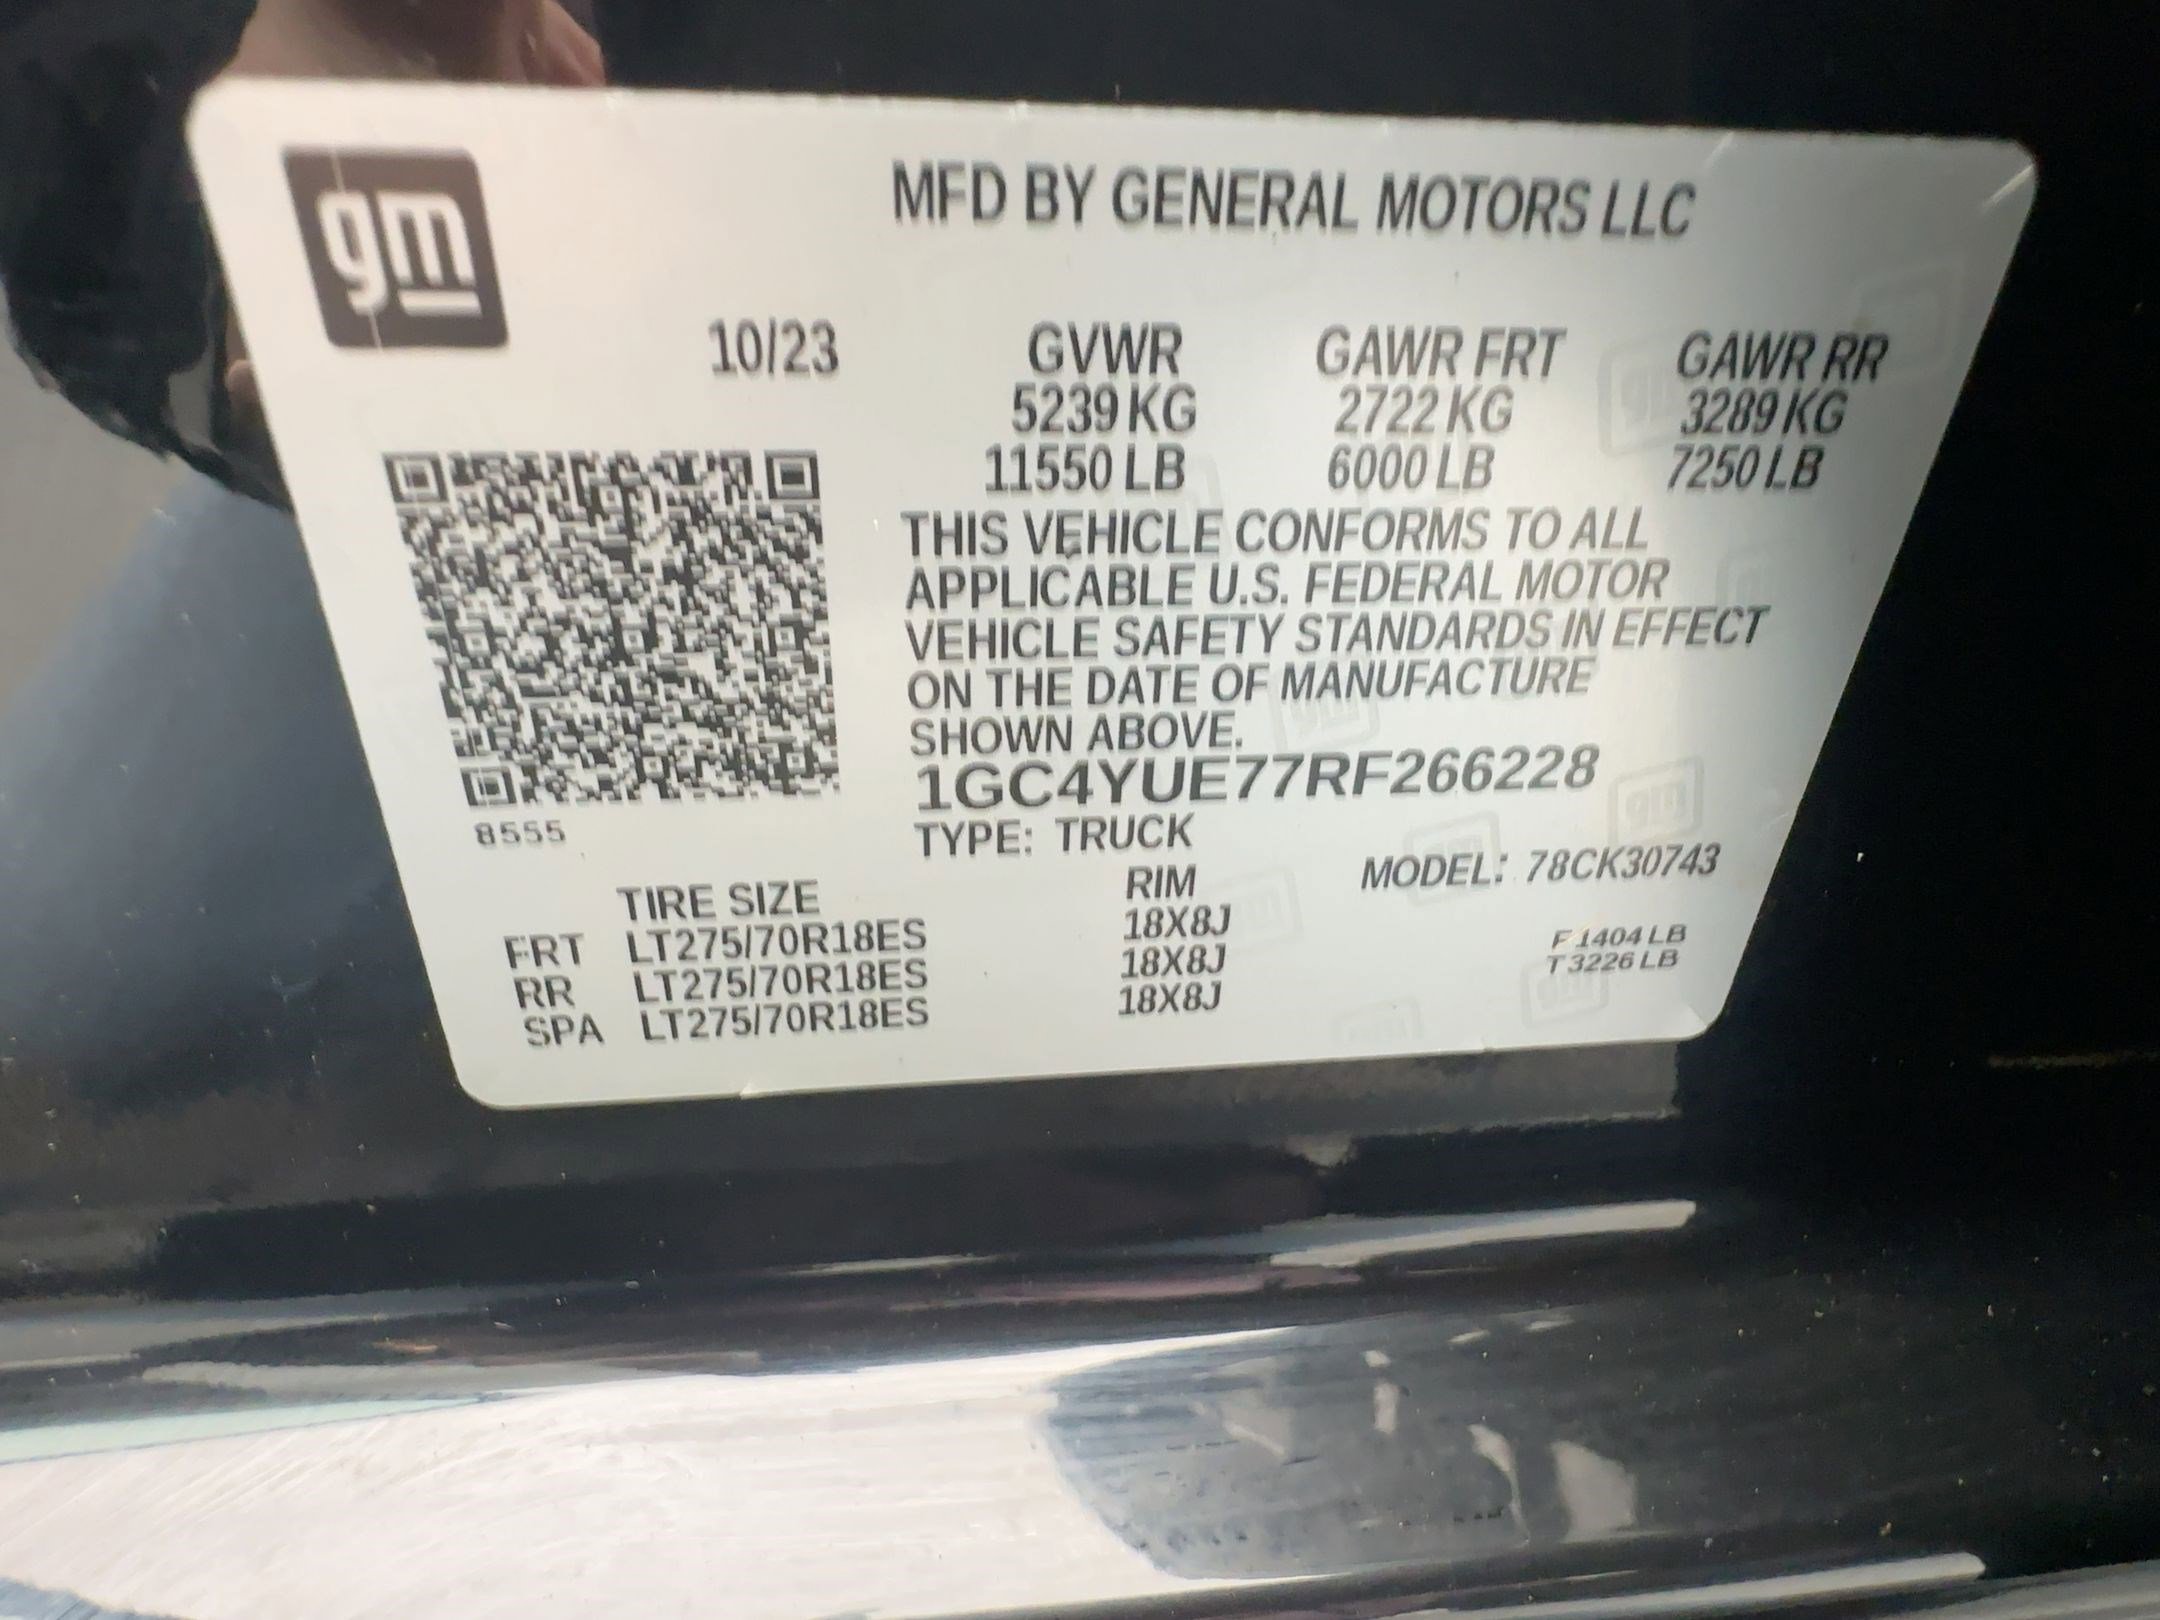 gm
MFD BY GENERAL MOTORS LLC
10/23 GVWR GAWR FRT GAWR RR
5239 KG 2722 KG 3289 KG
11550 LB 6000 LB 7250 LB
THIS VEHICLE CONFORMS TO ALL
APPLICABLE U.S. FEDERAL MOTOR
VEHICLE SAFETY STANDARDS IN EFFECT
ON THE DATE OF MANUFACTURE
SHOWN ABOVE.
1GC4YUE77RF266228
8555
TYPE: TRUCK
MODEL: 78CK30743
TIRE SIZE RIM
FRT LT275/70R18ES 18X8J
RR LT275/70R18ES 18X8J
SPA LT275/70R18ES 18X8J
F 1404 LB
T 3226 LB